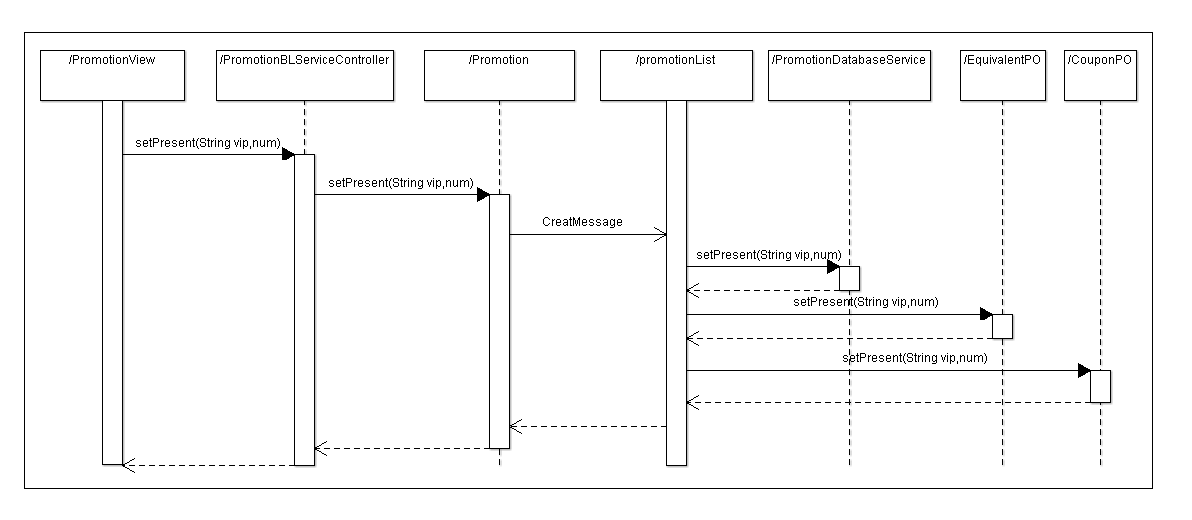 /PromotionView
/PromotionBLServiceController
/Promotion
/promotionList
/PromotionDatabaseService
/EquivalentPO
/CouponPO
setPresent(String vip,num)
setPresent(String vip,num)
CreatMessage
setPresent(String vip,num)
setPresent(String vip,num)
setPresent(String vip,num)